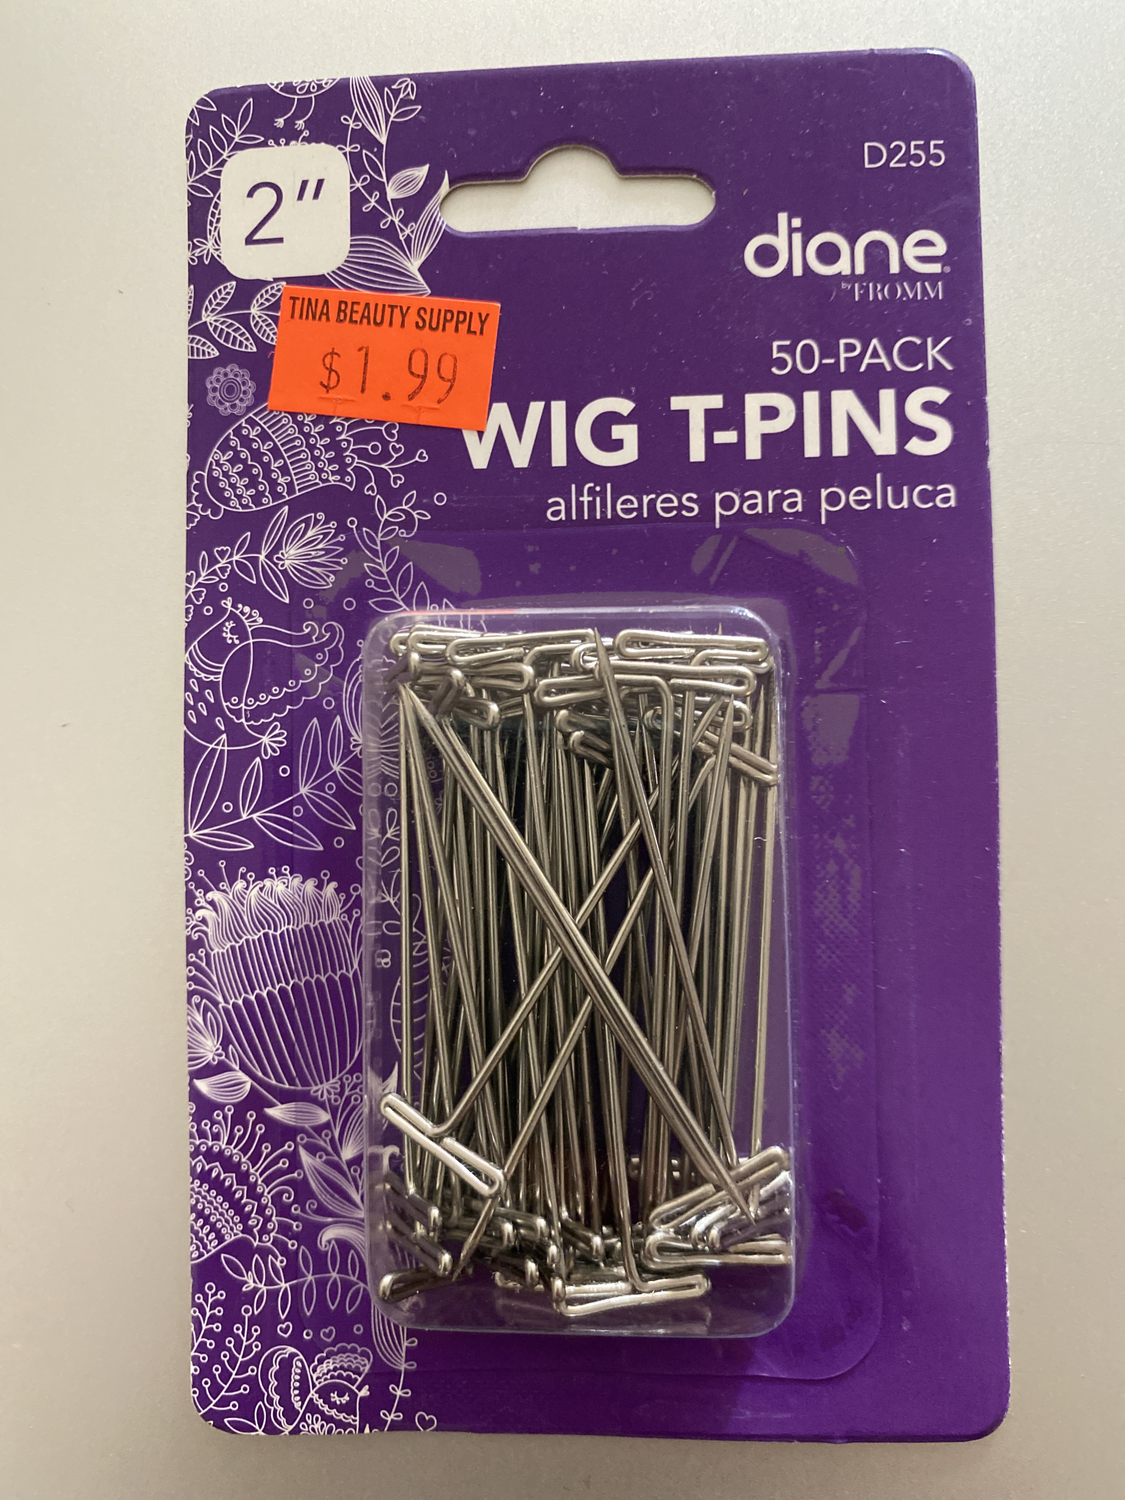 2"
D255
diane
by FROMM
TINA BEAUTY SUPPLY
$1.99
50-PACK
WIG T-PINS
alfileres para peluca